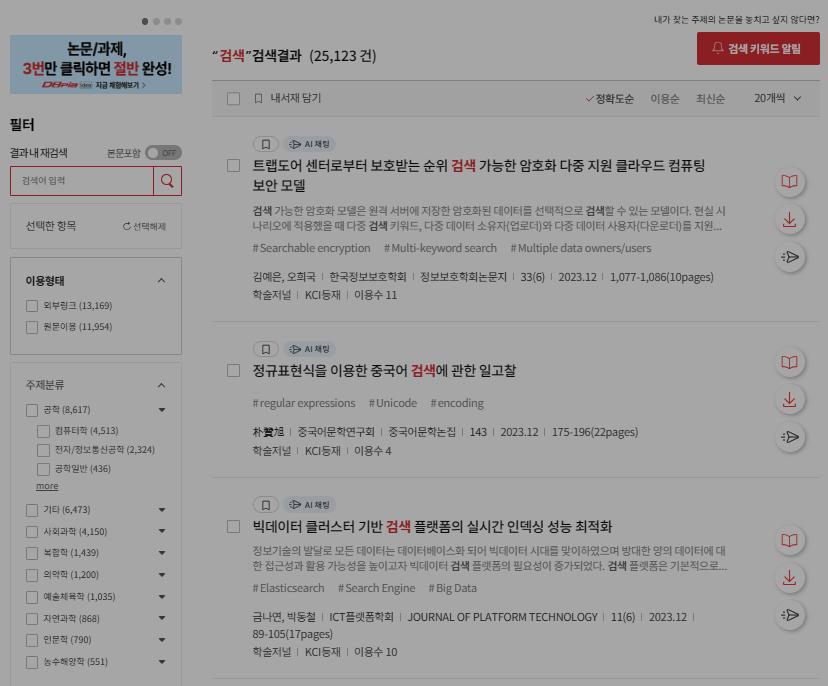 논문/과제,
3번만 클릭하면 절반 완성!
DBpia 지금 체험해보기 >
필터
결과 내 재검색 본문포함 OFF
검색어 입력
선택한 항목 선택해제
이용형태
외부링크 (13,169)
원문이용 (11,954)
주제분류
공학 (8,617)
컴퓨터학 (4,513)
전자/정보통신공학 (2,324)
공학일반 (436)
more
기타 (6,473)
사회과학 (4,150)
복합학 (1,439)
의약학 (1,200)
예술체육학 (1,035)
자연과학 (868)
인문학 (790)
농수해양학 (551)
내가 찾는 주제의 논문을 놓치고 싶지 않다면?
“검색”검색결과 (25,123 건)
검색 키워드 알림
내서재 담기 정확도순 이용순 최신순 20개씩
AI 채팅
트랩도어 센터로부터 보호받는 순위 검색 가능한 암호화 다중 지원 클라우드 컴퓨팅
보안 모델
검색 가능한 암호화 모델은 원격 서버에 저장한 암호화된 데이터를 선택적으로 검색할 수 있는 모델이다. 현실 시
나리오에 적용했을 때 다중 검색 키워드, 다중 데이터 소유자(업로더)와 다중 데이터 사용자(다운로더)를 지원...
#Searchable encryption #Multi-keyword search #Multiple data owners/users
김예은, 오희국 | 한국정보보호학회 | 정보보호학회논문지 | 33(6) | 2023.12 | 1,077-1,086(10pages)
학술저널 | KCI등재 | 이용수 11
AI 채팅
정규표현식을 이용한 중국어 검색에 관한 일고찰
#regular expressions #Unicode #encoding
朴贊旭 | 중국어문학연구회 | 중국어문학논집 | 143 | 2023.12 | 175-196(22pages)
학술저널 | KCI등재 | 이용수 4
AI 채팅
빅데이터 클러스터 기반 검색 플랫폼의 실시간 인덱싱 성능 최적화
정보기술의 발달로 모든 데이터는 데이터베이스화 되어 빅데이터 시대를 맞이하였으며 방대한 양의 데이터에 대
한 접근성과 활용 가능성을 높이고자 빅데이터 검색 플랫폼의 필요성이 증가되었다. 검색 플랫폼은 기본적으로...
#Elasticsearch #Search Engine #Big Data
금나연, 박동철 | ICT플랫폼학회 | JOURNAL OF PLATFORM TECHNOLOGY | 11(6) | 2023.12 |
89-105(17pages)
학술저널 | KCI등재 | 이용수 10